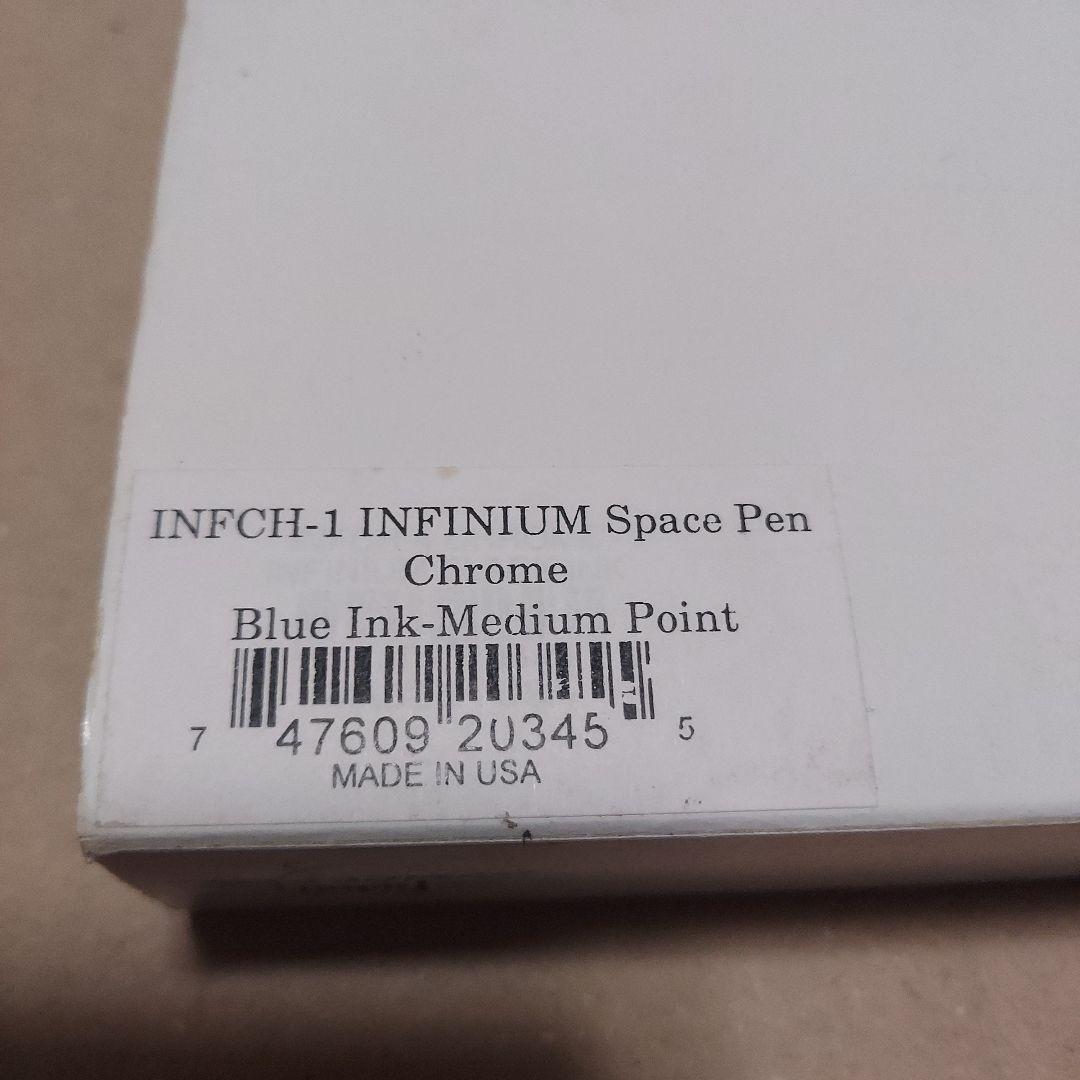 INFCH-1 INFINIUM Space Pen
Chrome
Blue Ink-Medium Point
7 47609 20345 5
MADE IN USA